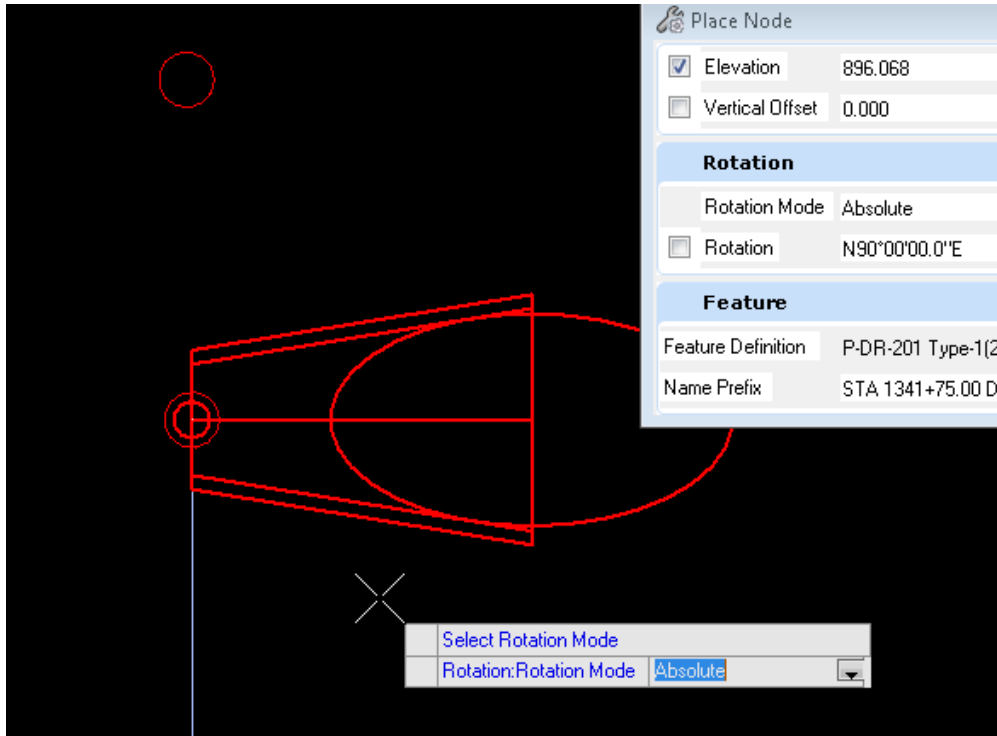 Place Node
Elevation 896.068
Vertical Offset 0.000
Rotation
Rotation Mode Absolute
Rotation N90°00'00.0"E
Feature
Feature Definition P-DR-201 Type-1(2
Name Prefix STA 1341+75.00 D
Select Rotation Mode
Rotation:Rotation Mode Absolute